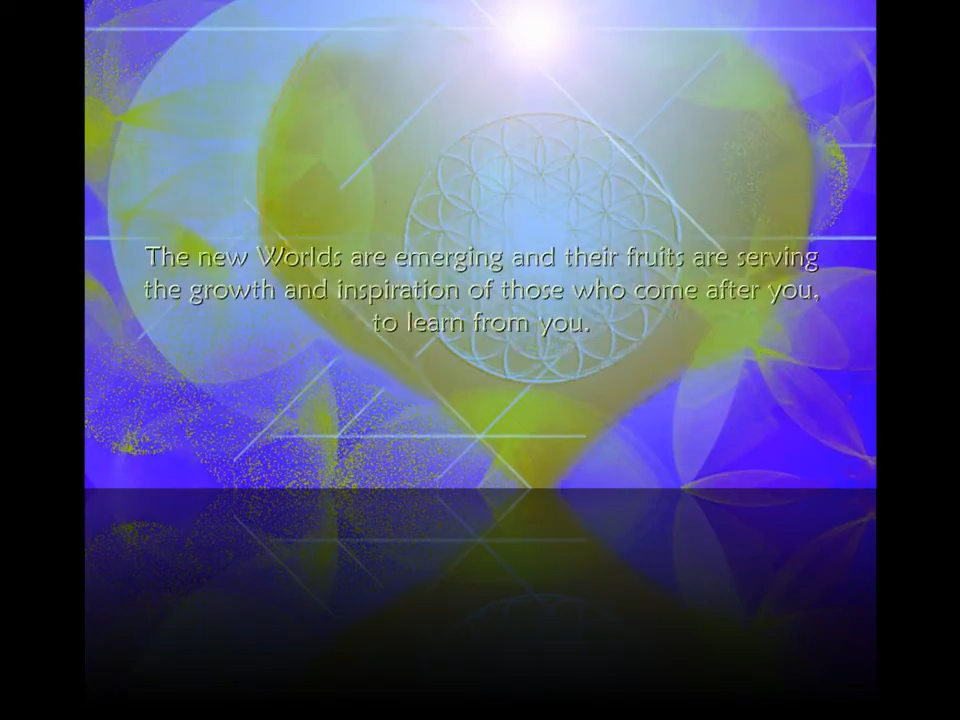 The new Worlds are emerging and their fruits are serving
the growth and inspiration of those who come after you,
to learn from you.